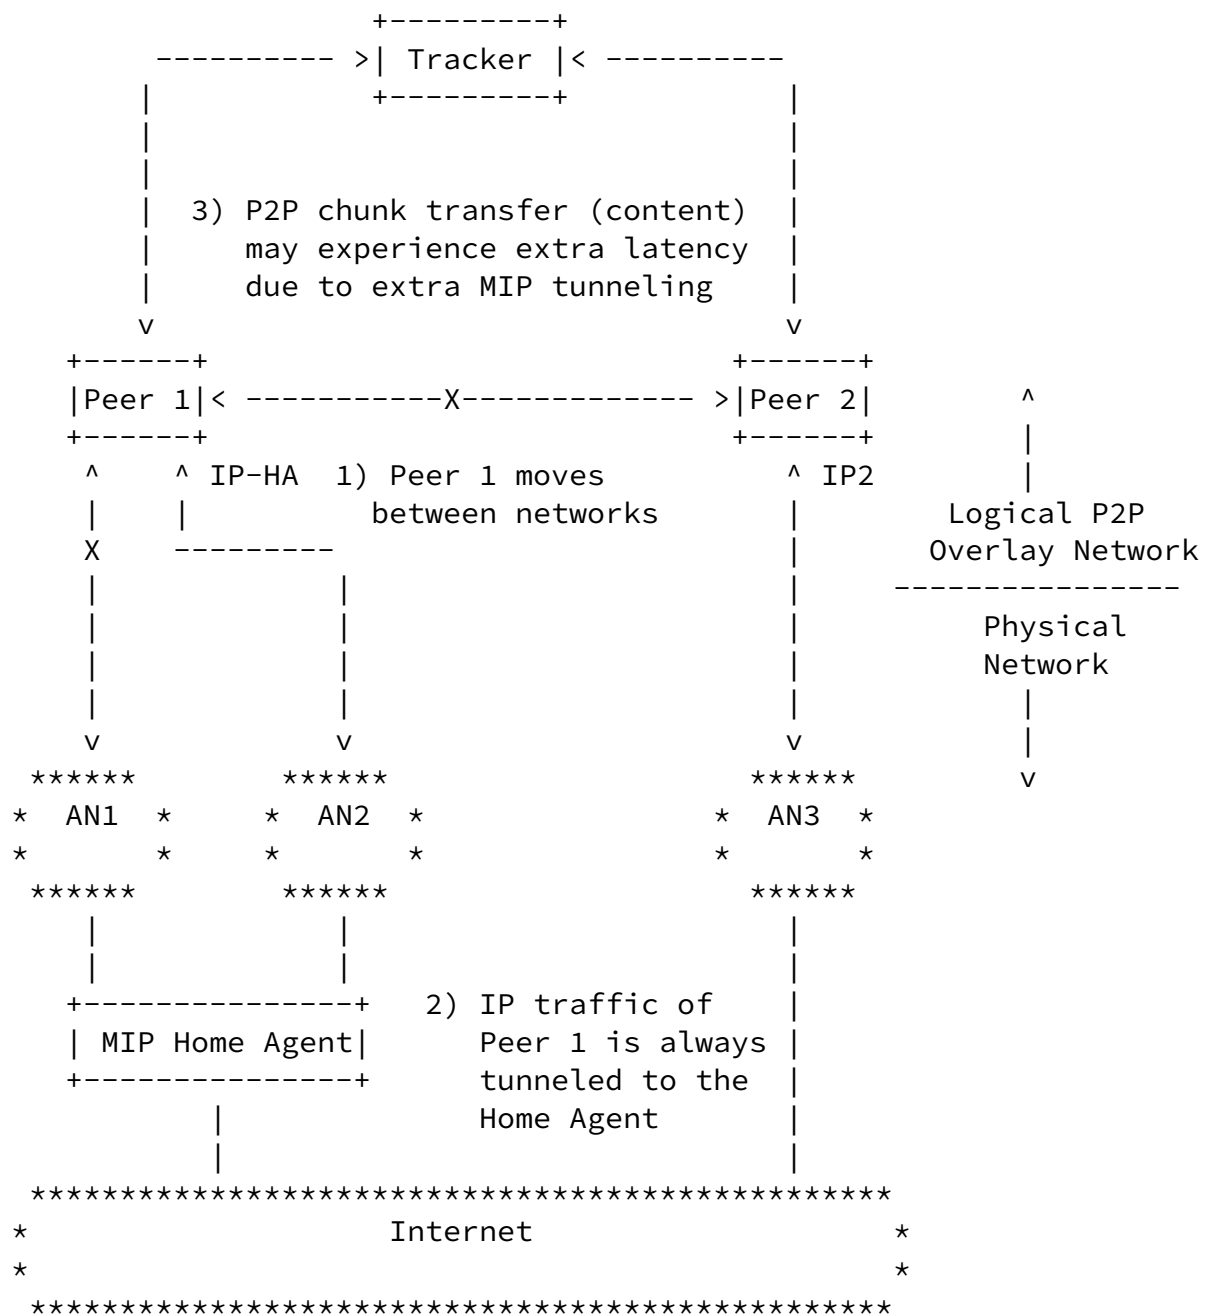 Tracker
3) P2P chunk transfer (content)
may experience extra latency
due to extra MIP tunneling
Peer 1 X Peer 2
IP-HA 1) Peer 1 moves IP2
between networks Logical P2P
X Overlay Network
Physical
Network
AN1 AN2 AN3
2) IP traffic of
MIP Home Agent Peer 1 is always
tunneled to the
Home Agent
Internet